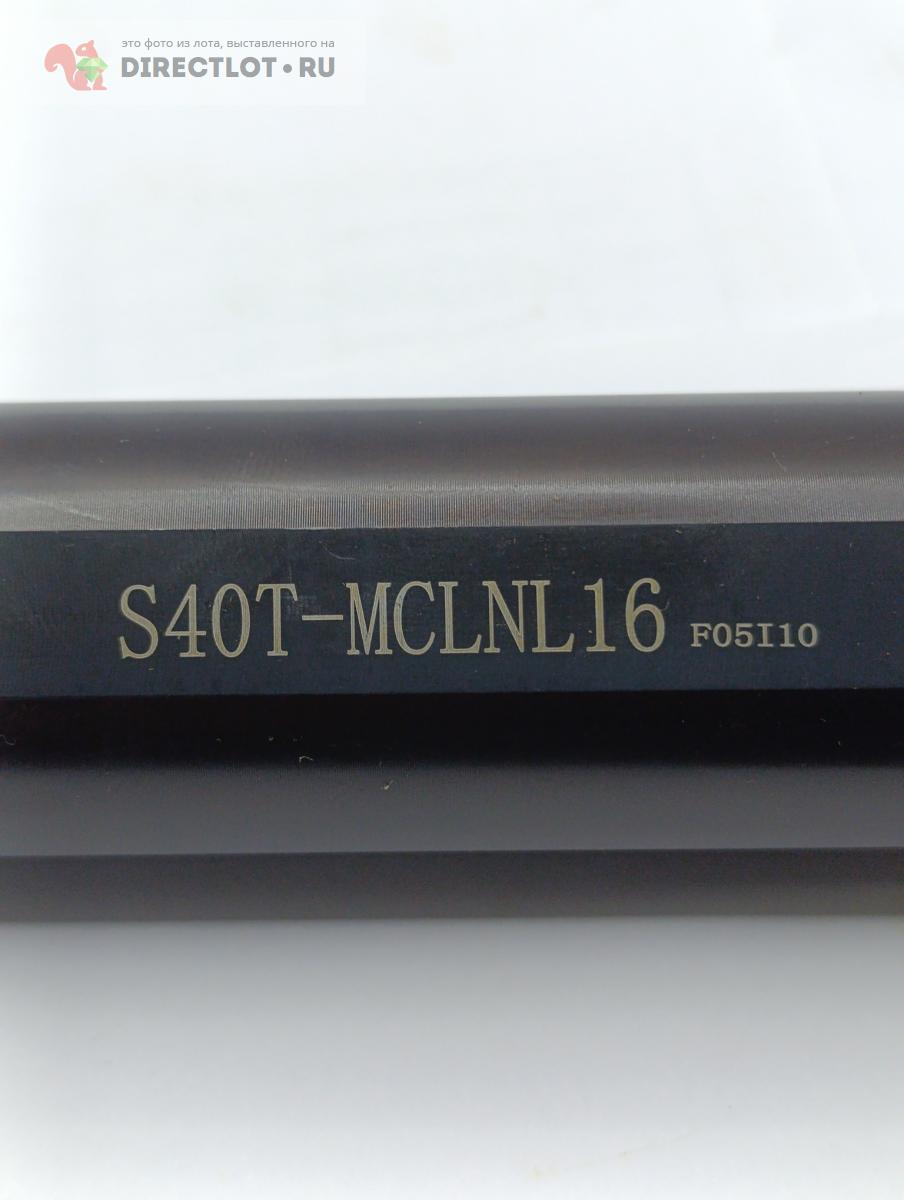 это фото из лота, выставленного на
DIRECTLOT•RU
S40T-MCLNL16 F05I10